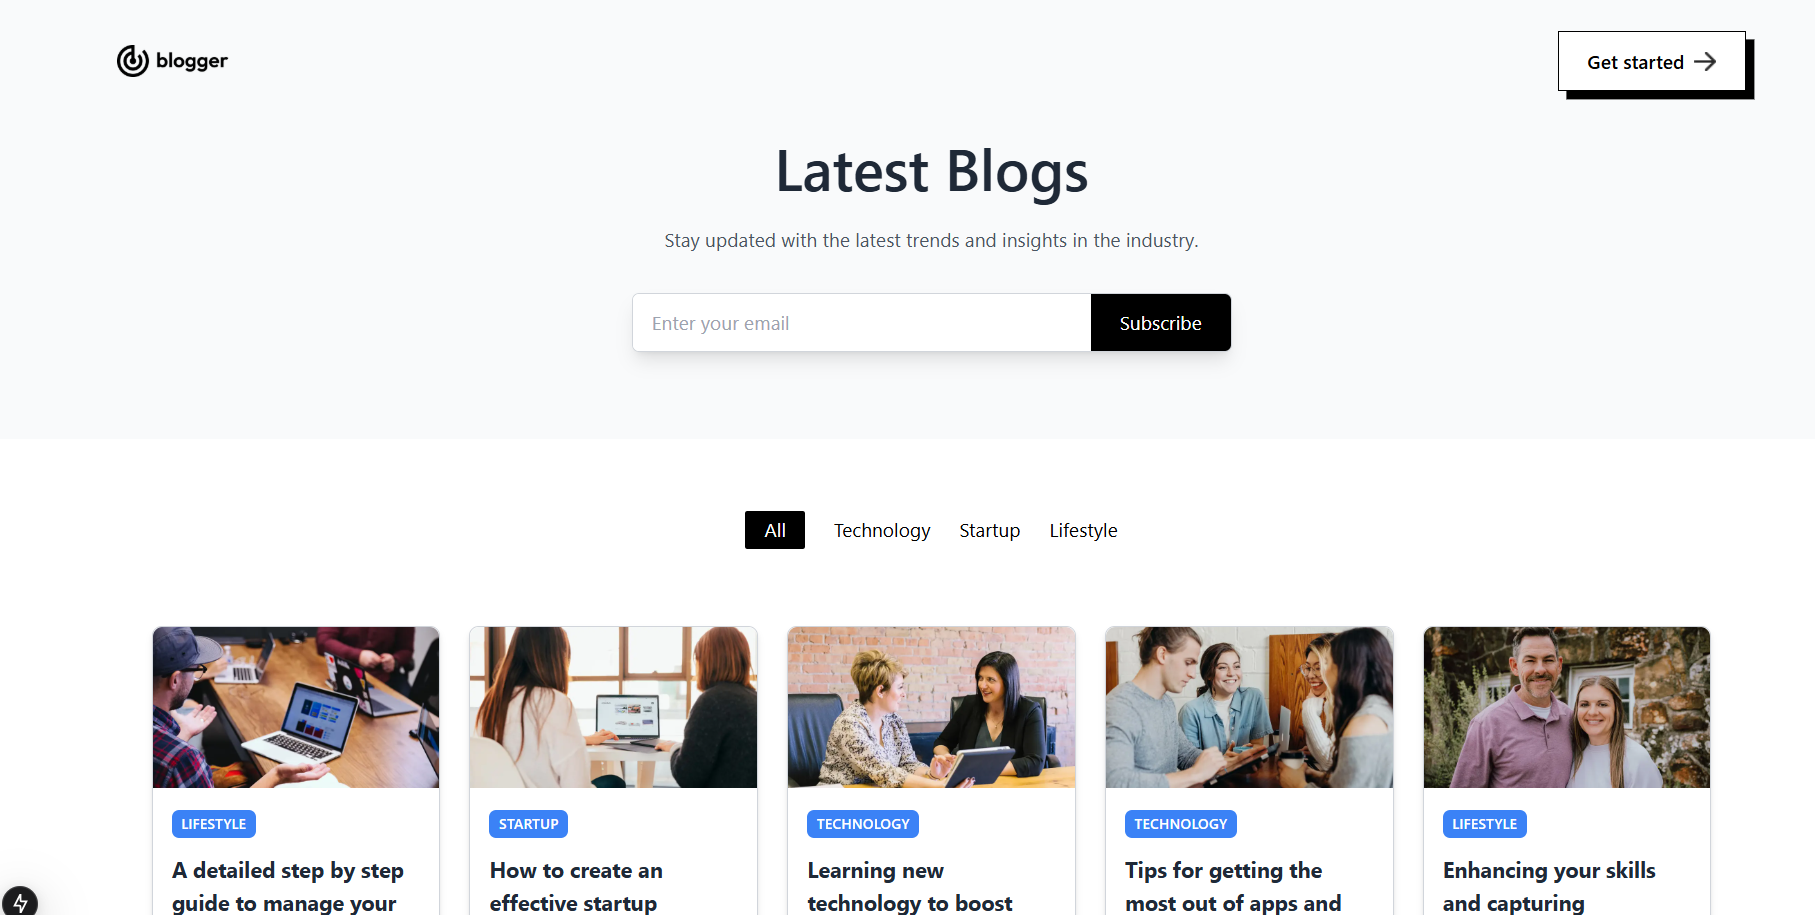 blogger
Get started
Latest Blogs
Stay updated with the latest trends and insights in the industry.
Enter your email
Subscribe
All
Technology
Startup
Lifestyle
LIFESTYLE
A detailed step by step
guide to manage your
STARTUP
How to create an
effective startup
TECHNOLOGY
Learning new
technology to boost
TECHNOLOGY
Tips for getting the
most out of apps and
LIFESTYLE
Enhancing your skills
and capturing